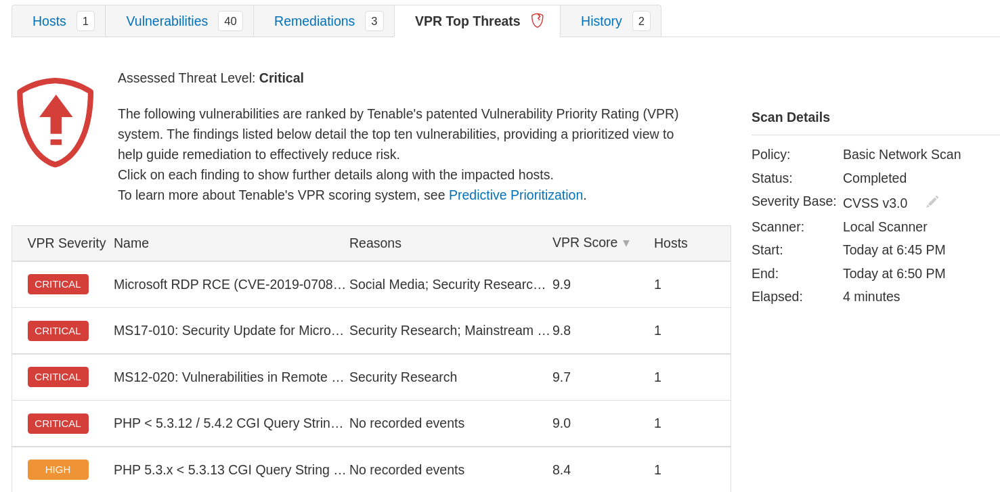 Hosts 1 Vulnerabilities 40 Remediations 3 VPR Top Threats History 2
Assessed Threat Level: Critical
The following vulnerabilities are ranked by Tenable's patented Vulnerability Priority Rating (VPR)
system. The findings listed below detail the top ten vulnerabilities, providing a prioritized view to
help guide remediation to effectively reduce risk.
Click on each finding to show further details along with the impacted hosts.
To learn more about Tenable's VPR scoring system, see Predictive Prioritization.
VPR Severity Name Reasons VPR Score ▼ Hosts
CRITICAL Microsoft RDP RCE (CVE-2019-0708… Social Media; Security Researc… 9.9 1
CRITICAL MS17-010: Security Update for Micro… Security Research; Mainstream … 9.8 1
CRITICAL MS12-020: Vulnerabilities in Remote … Security Research 9.7 1
CRITICAL PHP < 5.3.12 / 5.4.2 CGI Query Strin… No recorded events 9.0 1
HIGH PHP 5.3.x < 5.3.13 CGI Query String … No recorded events 8.4 1
Scan Details
Policy: Basic Network Scan
Status: Completed
Severity Base: CVSS v3.0
Scanner: Local Scanner
Start: Today at 6:45 PM
End: Today at 6:50 PM
Elapsed: 4 minutes